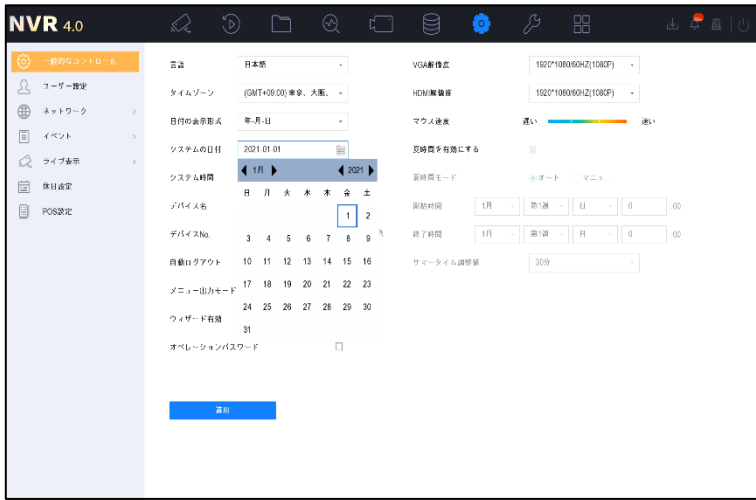 NVR 4.0
一般的なコントロール
ユーザー設定
ネットワーク
イベント
ライブ表示
休日設定
POS設定
言語 日本語
タイムゾーン (GMT+09:00) 東京、大阪、
日付の表示形式 年-月-日
システムの日付 2021-01-01
システム時間
1月 2021
日 月 火 水 木 金 土
1 2
3 4 5 6 7 8 9
10 11 12 13 14 15 16
17 18 19 20 21 22 23
24 25 26 27 28 29 30
31
デバイス名
デバイスNo.
自動ログアウト
メニュー出力モード
ウィザード有効
オペレーションパスワード
適用
VGA解像度 1920*1080/60HZ(1080P)
HDMI解像度 1920*1080/60HZ(1080P)
マウス速度 遅い 速い
夏時間を有効にする
夏時間モード オート マニュ...
開始時間 1月 第1週 日 0 :00
終了時間 1月 第1週 日 0 :00
サマータイム調整値 30分